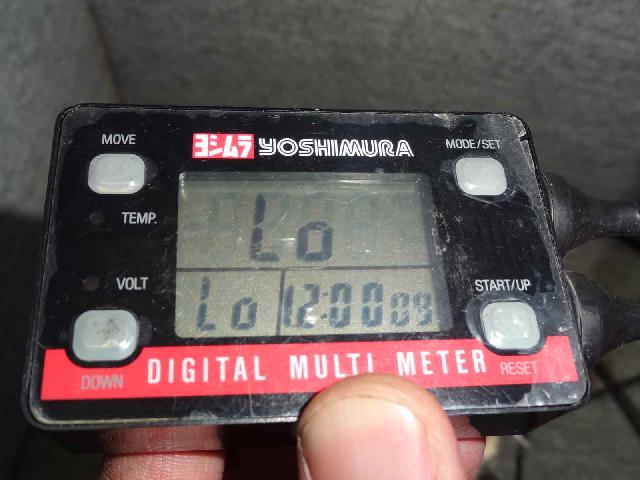 MOVE
ヨシムラ YOSHIMURA
MODE/SET
TEMP.
Lo
VOLT
START/UP
Lo 12:00 09
DOWN
DIGITAL MULTI METER
RESET